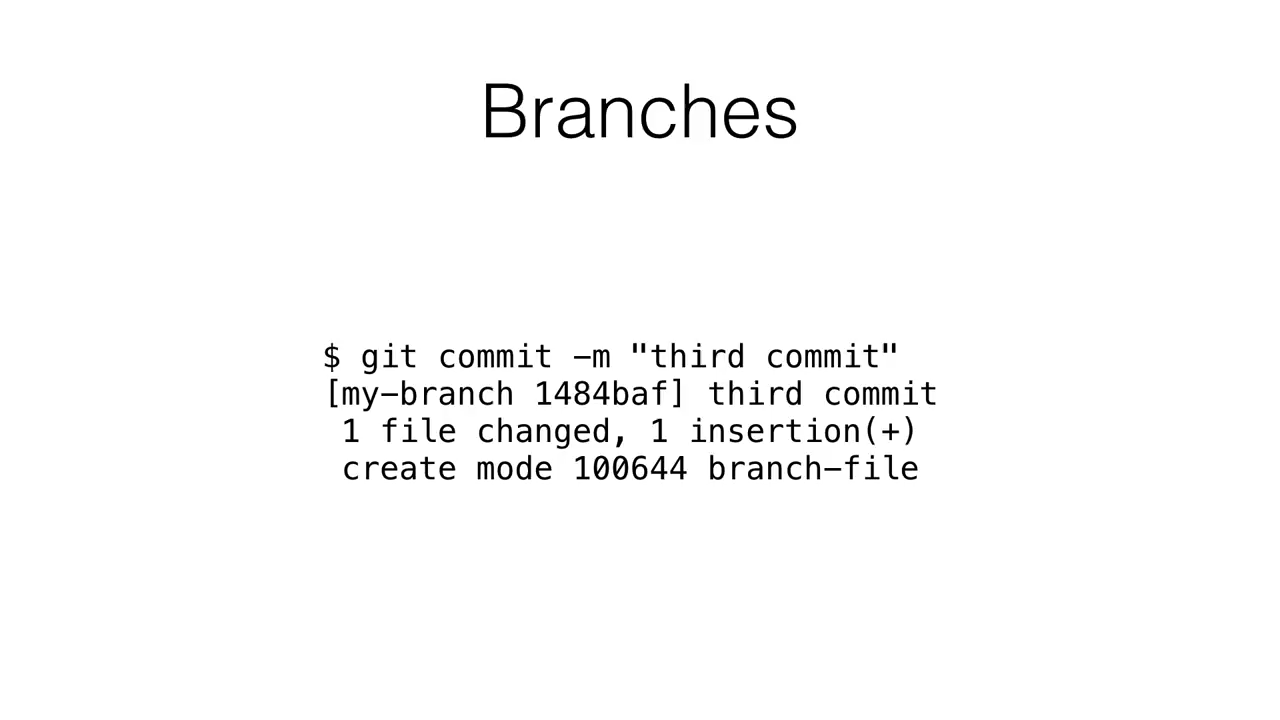 Branches
$ git commit -m "third commit"
[my-branch 1484baf] third commit
 1 file changed, 1 insertion(+)
 create mode 100644 branch-file